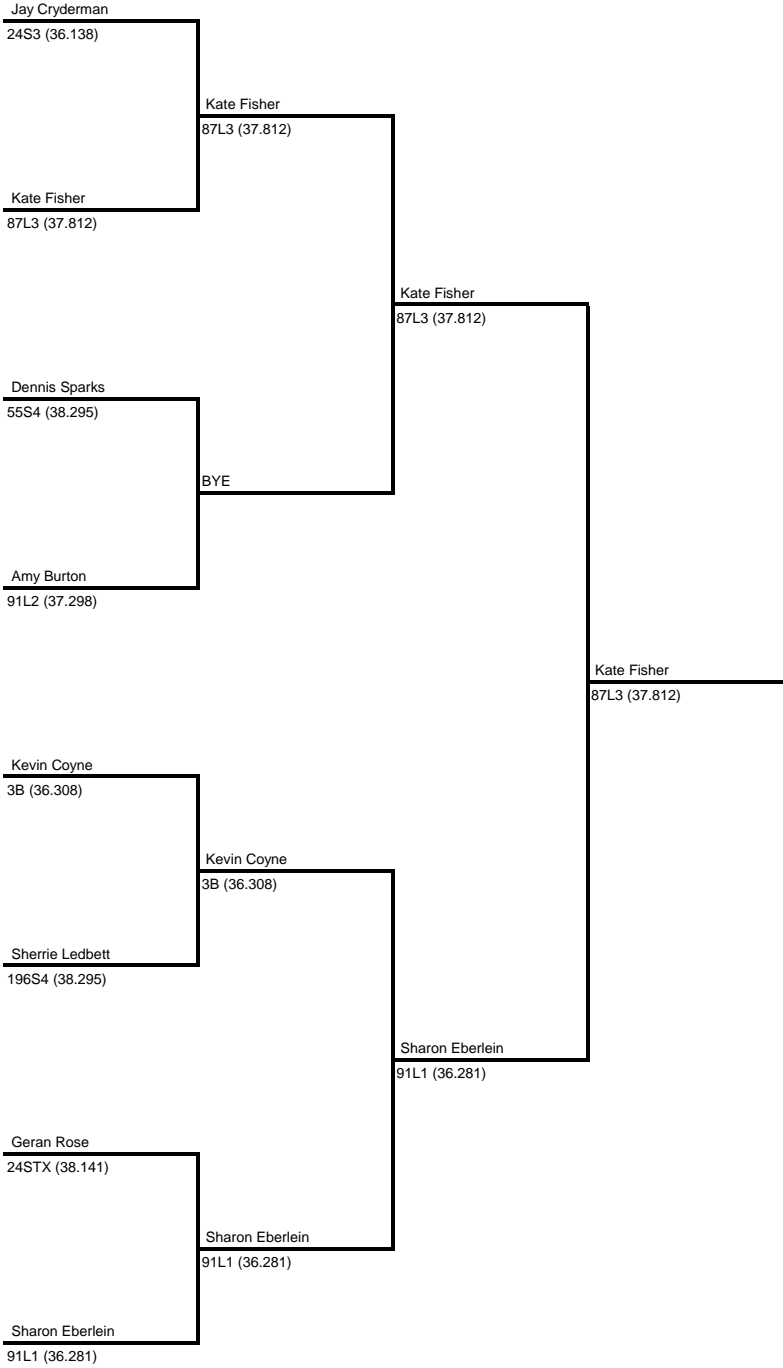 Jay Cryderman
24S3 (36.138)
Kate Fisher
87L3 (37.812)
Kate Fisher
87L3 (37.812)
Kate Fisher
87L3 (37.812)
Dennis Sparks
55S4 (38.295)
BYE
Amy Burton
91L2 (37.298)
Kate Fisher
87L3 (37.812)
Kevin Coyne
3B (36.308)
Kevin Coyne
3B (36.308)
Sherrie Ledbett
196S4 (38.295)
Sharon Eberlein
91L1 (36.281)
Geran Rose
24STX (38.141)
Sharon Eberlein
91L1 (36.281)
Sharon Eberlein
91L1 (36.281)